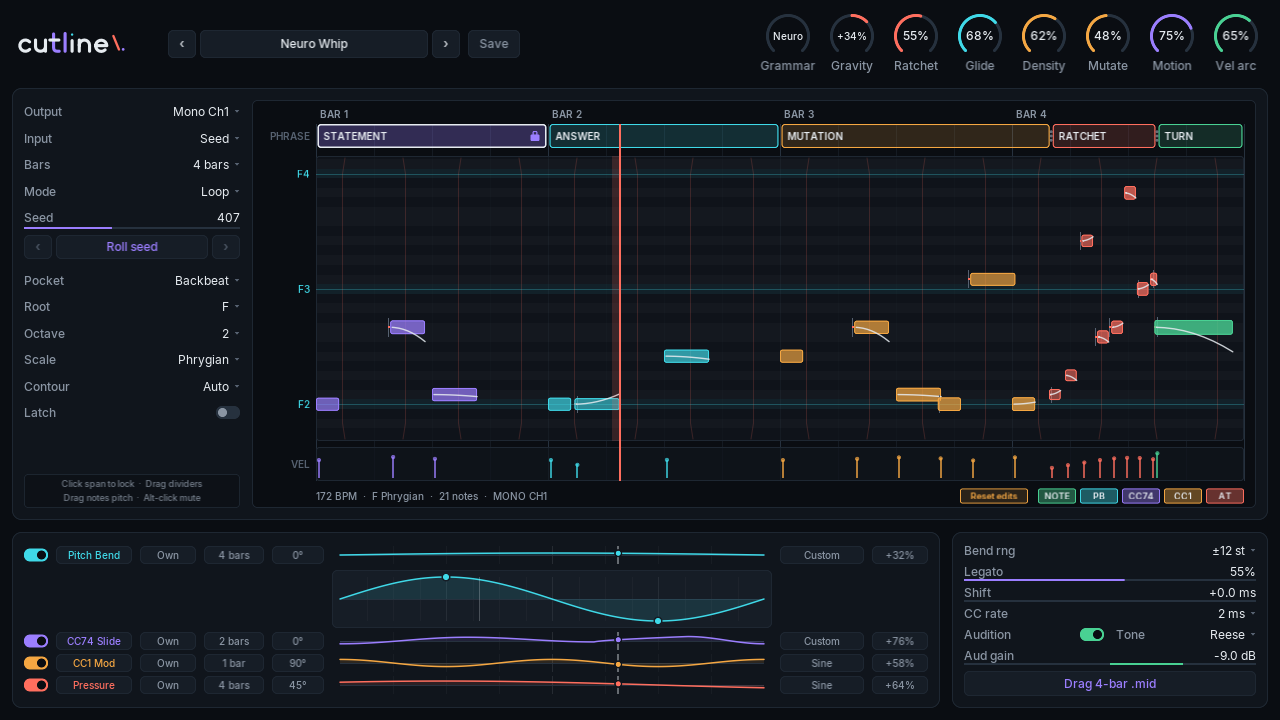 cutline
‹ Neuro Whip › Save
Neuro +34% 55% 68% 62% 48% 75% 65%
Grammar Gravity Ratchet Glide Density Mutate Motion Vel arc
Output Mono Ch1
Input Seed
Bars 4 bars
Mode Loop
Seed 407
‹ Roll seed ›
Pocket Backbeat
Root F
Octave 2
Scale Phrygian
Contour Auto
Latch
Click span to lock · Drag dividers
Drag notes pitch · Alt-click mute
BAR 1 BAR 2 BAR 3 BAR 4
PHRASE STATEMENT ANSWER MUTATION RATCHET TURN
F4
F3
F2
VEL
172 BPM · F Phrygian · 21 notes · MONO CH1 Reset edits NOTE PB CC74 CC1 AT
Pitch Bend Own 4 bars 0° Custom +32%
CC74 Slide Own 2 bars 0° Custom +76%
CC1 Mod Own 1 bar 90° Sine +58%
Pressure Own 4 bars 45° Sine +64%
Bend rng ±12 st
Legato 55%
Shift +0.0 ms
CC rate 2 ms
Audition Tone Reese
Aud gain -9.0 dB
Drag 4-bar .mid